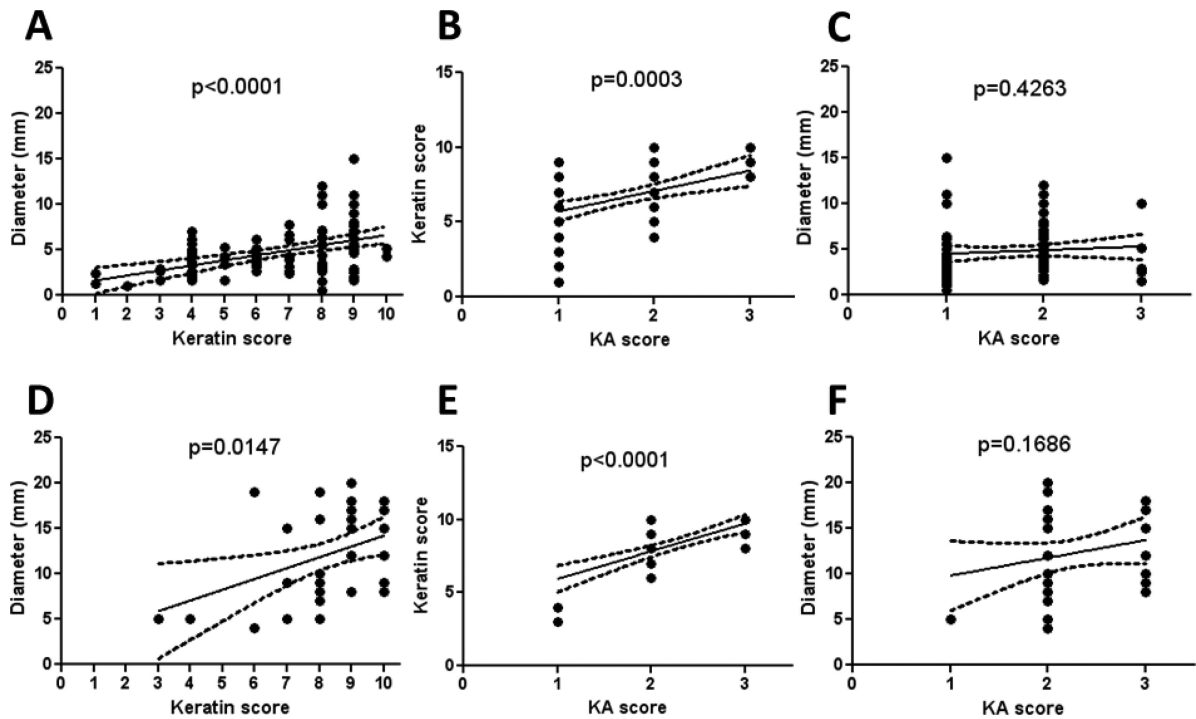 A
p<0.0001
Diameter (mm)
25
20
15
10
5
0
0 1 2 3 4 5 6 7 8 9 10
Keratin score
B
p=0.0003
Keratin score
15
10
5
0
0 1 2 3
KA score
C
p=0.4263
Diameter (mm)
25
20
15
10
5
0
0 1 2 3
KA score
D
p=0.0147
Diameter (mm)
25
20
15
10
5
0
0 1 2 3 4 5 6 7 8 9 10
Keratin score
E
p<0.0001
Keratin score
15
10
5
0
0 1 2 3
KA score
F
p=0.1686
Diameter (mm)
25
20
15
10
5
0
0 1 2 3
KA score